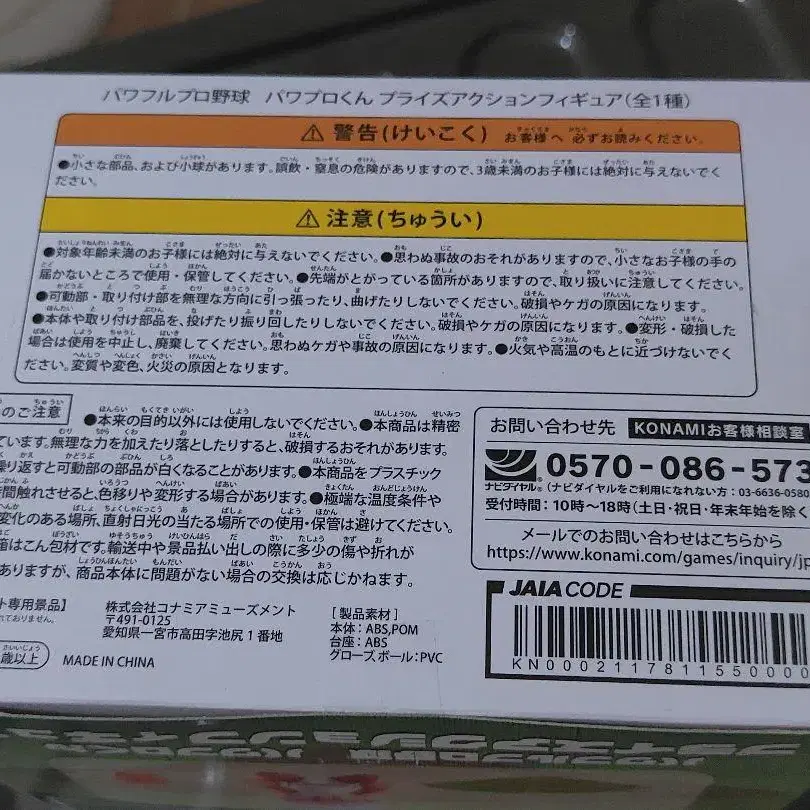 パワフルプロ野球 パワプロくん プライズアクションフィギュア(全1種)
⚠ 警告(けいこく) お客様へ 必ずお読みください。
●小さな部品、および小球があります。誤飲・窒息の危険がありますので、3歳未満のお子様には絶対に与えないで
ください。
⚠ 注意(ちゅうい)
●対象年齢未満のお子様には絶対に与えないでください。●思わぬ事故のおそれがありますので、小さなお子様の手の
届かないところで使用・保管してください。●先端がとがっている箇所がありますので、取り扱いに注意してください。
●可動部・取り付け部を無理な方向に引っ張ったり、曲げたりしないでください。破損やケガの原因になります。
●本体や取り付け部品を、投げたり振り回したりしないでください。破損やケガの原因になります。●変形・破損した
場合は使用を中止し、廃棄してください。思わぬケガや事故の原因になります。●火気や高温のもとに近づけないでく
ださい。変質や変色、火災の原因となります。
のご注意
●本来の目的以外には使用しないでください。●本商品は精密
ています。無理な力を加えたり落としたりすると、破損するおそれがあります。
繰り返すと可動部の部品が白くなることがあります。●本商品をプラスチック
時間触れさせると、色移りや変形する場合があります。●極端な温度条件や
変化のある場所、直射日光の当たる場所での使用・保管は避けてください。
箱はこん包材です。輸送中や景品払い出しの際に多少の傷や折れが
ありますが、商品本体に問題がない場合の交換は応じかねます。
ト専用景品】
ておりません。
歳以上
MADE IN CHINA
株式会社コナミアミューズメント
〒491-0125
愛知県一宮市高田字池尻1番地
[製品素材]
本体:ABS,POM
台座:ABS
グローブ,ボール:PVC
お問い合わせ先 KONAMIお客様相談室
ナビダイヤル® 0570-086-573
(ナビダイヤルをご利用になれない方:03-6636-0580
受付時間:10時〜18時(土日・祝日・年末年始を除く
メールでのお問い合わせはこちらから
https://www.konami.com/games/inquiry/jp
JAIA CODE
KN00021178115500000